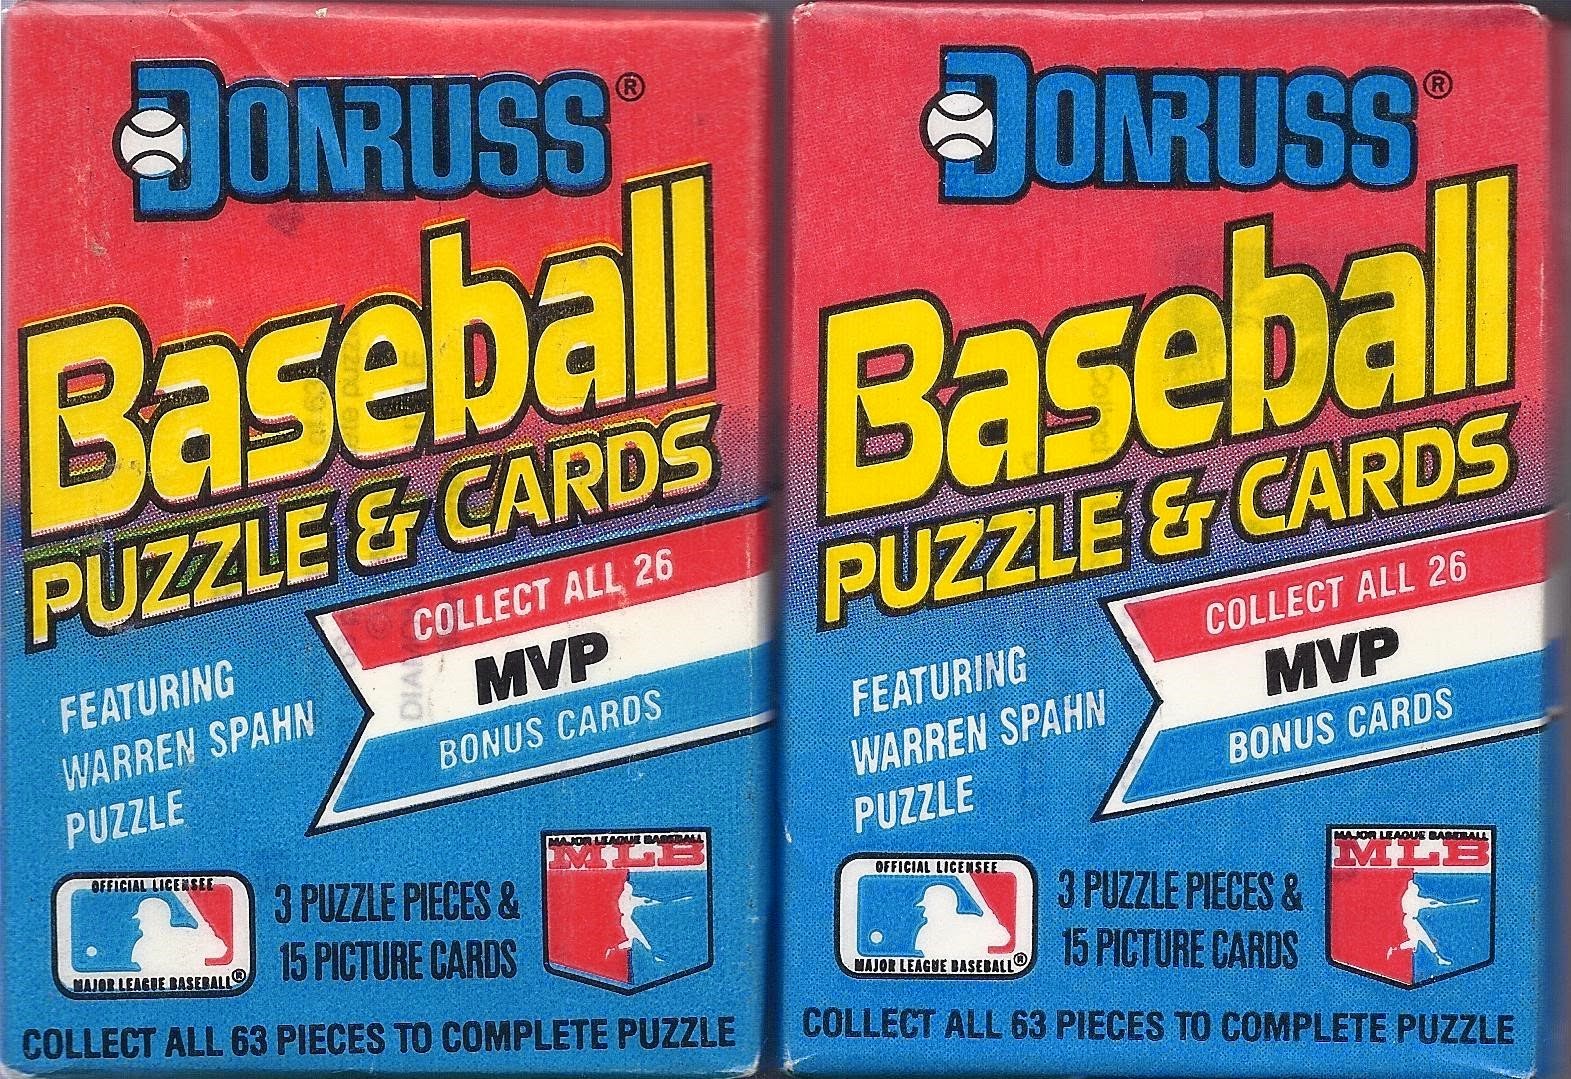 DONRUSS®
Baseball
PUZZLE & CARDS
COLLECT ALL 26
MVP
BONUS CARDS
FEATURING
WARREN SPAHN
PUZZLE
OFFICIAL LICENSEE
MAJOR LEAGUE BASEBALL®
3 PUZZLE PIECES &
15 PICTURE CARDS
MAJOR LEAGUE BASEBALL
MLB
COLLECT ALL 63 PIECES TO COMPLETE PUZZLE
DONRUSS®
Baseball
PUZZLE & CARDS
COLLECT ALL 26
MVP
BONUS CARDS
FEATURING
WARREN SPAHN
PUZZLE
OFFICIAL LICENSEE
MAJOR LEAGUE BASEBALL®
3 PUZZLE PIECES &
15 PICTURE CARDS
MAJOR LEAGUE BASEBALL
MLB
COLLECT ALL 63 PIECES TO COMPLETE PUZZLE